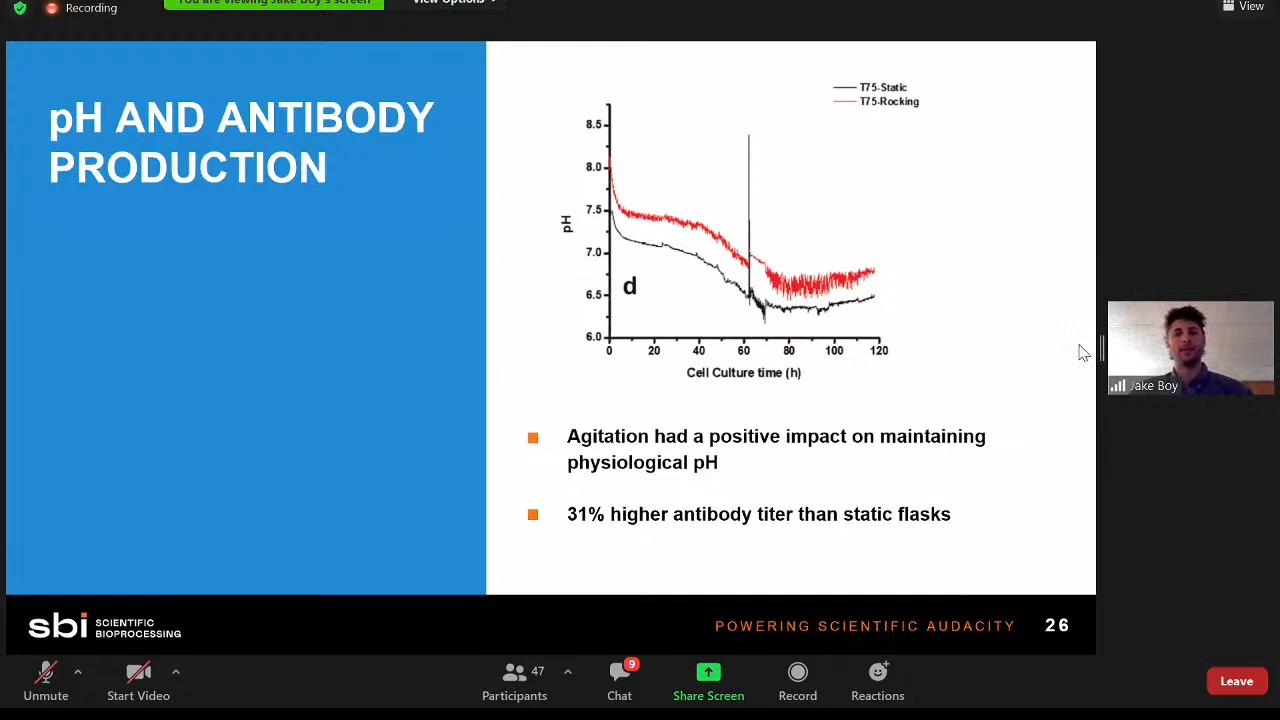 Recording
You are viewing Jake Boy's screen
View Options
View
pH AND ANTIBODY
PRODUCTION
T75-Static
T75-Rocking
8.5
8.0
7.5
7.0
6.5
6.0
pH
d
0 20 40 60 80 100 120
Cell Culture time (h)
Jake Boy
Agitation had a positive impact on maintaining
physiological pH
31% higher antibody titer than static flasks
sbi SCIENTIFIC
BIOPROCESSING
POWERING SCIENTIFIC AUDACITY 26
47
9
Unmute
Start Video
Participants
Chat
Share Screen
Record
Reactions
Leave